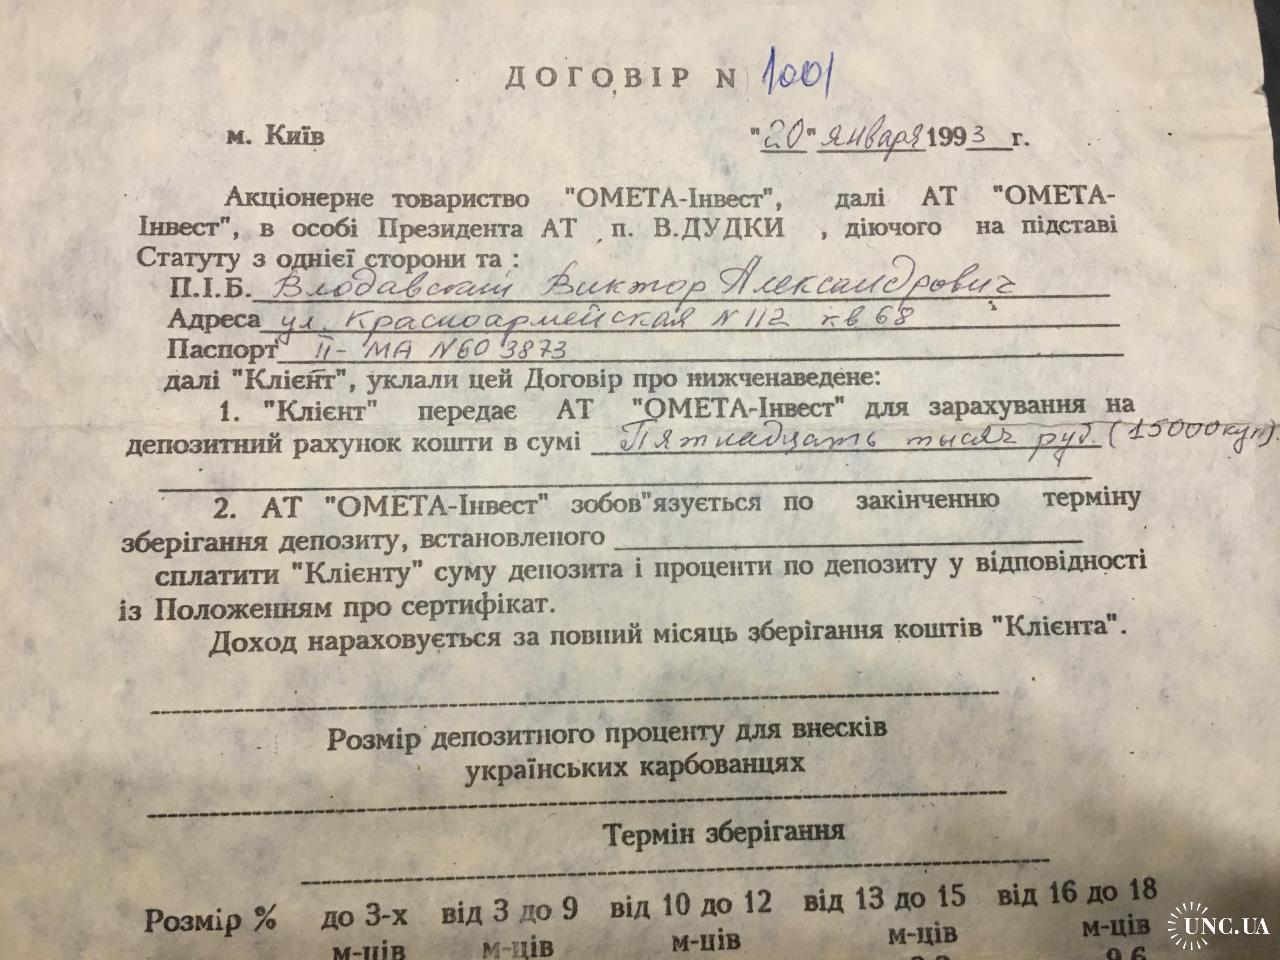 ДОГОВІР N 1001
м. Київ "20" января 1993 г.
Акціонерне товариство "ОМЕТА-Інвест", далі АТ "ОМЕТА-
Інвест", в особі Президента АТ п. В.ДУДКИ , діючого на підставі
Статуту з однієї сторони та :
П.І.Б. Влодавский Виктор Александрович
Адреса ул. Красноармейская N 112 кв 68
Паспорт II-МА N 603873
далі "Клієнт", уклали цей Договір про нижченаведене:
1. "Клієнт" передає АТ "ОМЕТА-Інвест" для зарахування на
депозитний рахунок кошти в сумі Пятнадцать тысяч руб. (15000куп).
2. АТ "ОМЕТА-Інвест" зобов"язується по закінченню терміну
зберігання депозиту, встановленого
сплатити "Клієнту" суму депозита і проценти по депозиту у відповідності
із Положенням про сертифікат.
Доход нараховується за повний місяць зберігання коштів "Клієнта".
Розмір депозитного проценту для внесків
українських карбованцях
Термін зберігання
Розмір % до 3-х від 3 до 9 від 10 до 12 від 13 до 15 від 16 до 18
м-ців м-ців м-ців м-ців м-ців
9,6
UNC.UA